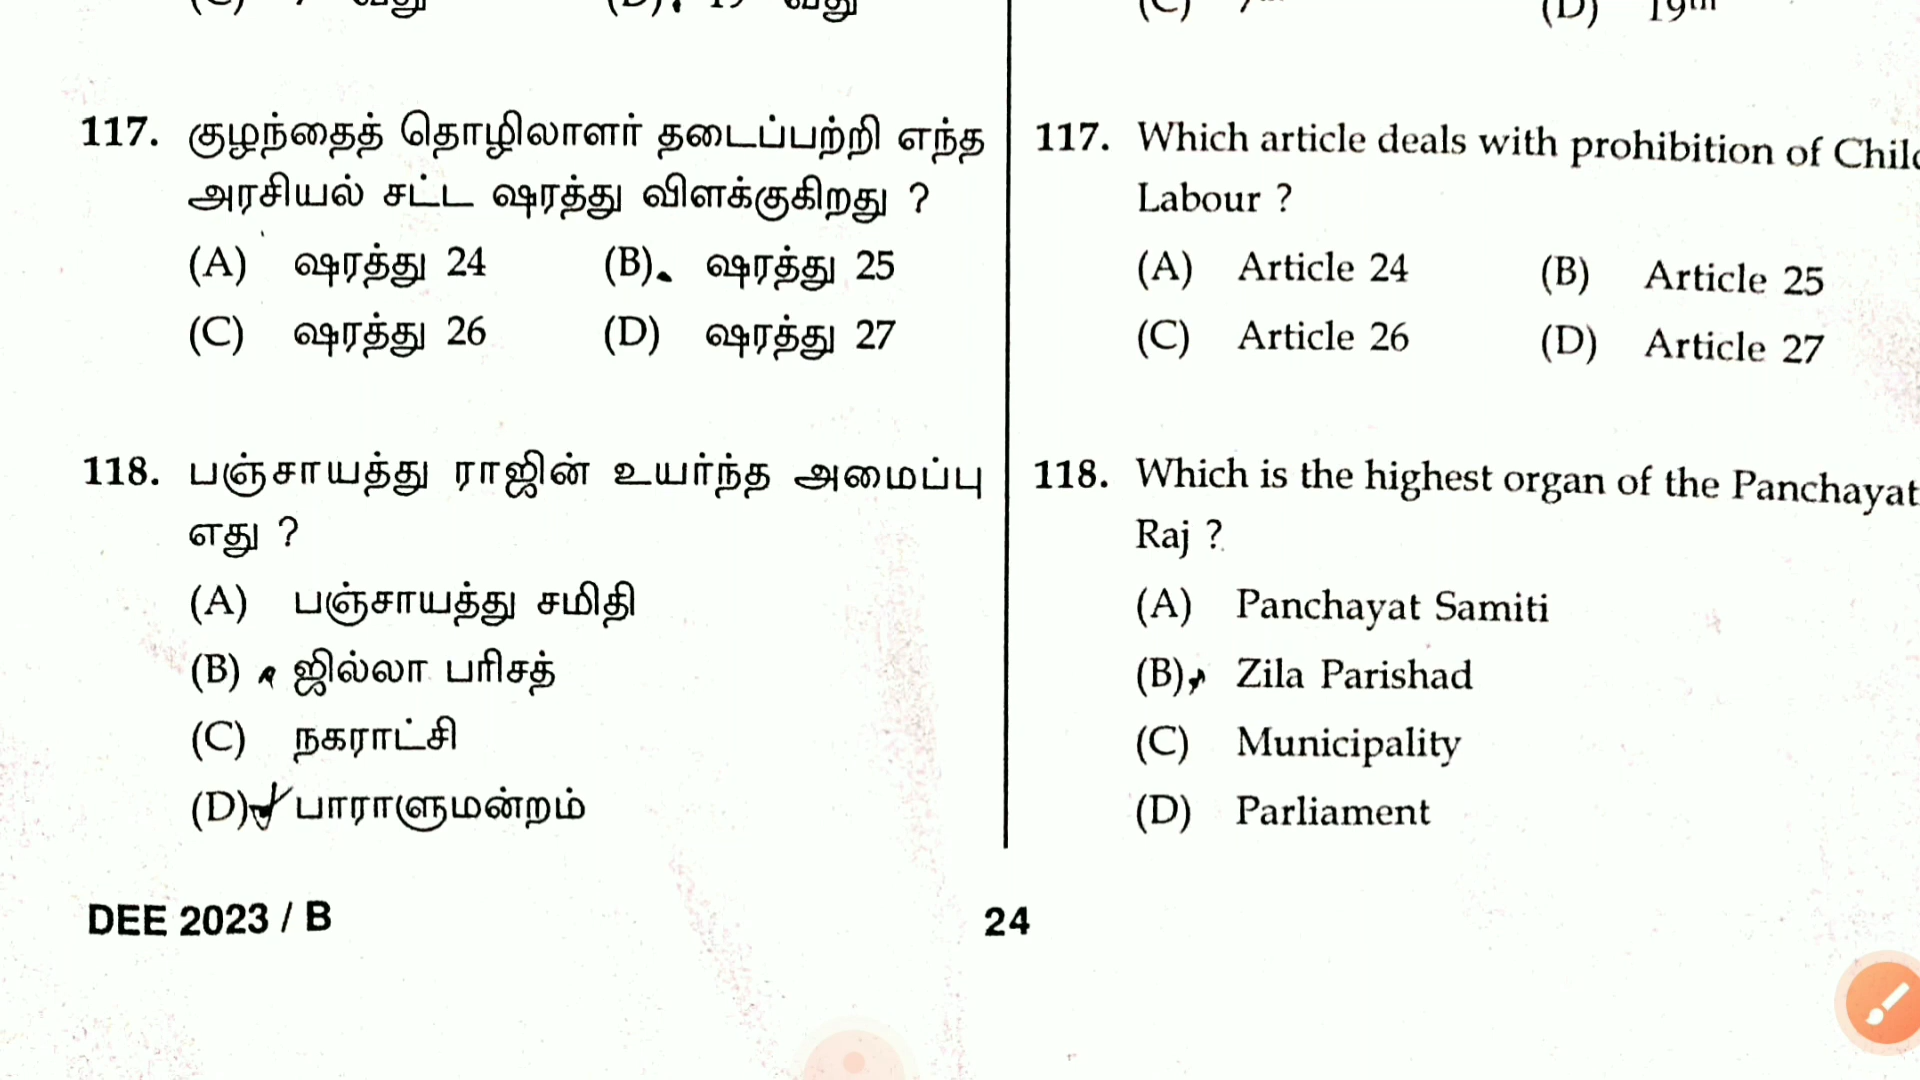 117. குழந்தைத் தொழிலாளர் தடைப்பற்றி எந்த
அரசியல் சட்ட ஷரத்து விளக்குகிறது ?
(A) ஷரத்து 24 (B) ஷரத்து 25
(C) ஷரத்து 26 (D) ஷரத்து 27
118. பஞ்சாயத்து ராஜின் உயர்ந்த அமைப்பு
எது ?
(A) பஞ்சாயத்து சமிதி
(B) ஜில்லா பரிசத்
(C) நகராட்சி
(D) பாராளுமன்றம்
(D) 19th
117. Which article deals with prohibition of
Labour ?
(A) Article 24 (B) Article 25
(C) Article 26 (D) Article 27
118. Which is the highest organ of the Panchayat
Raj ?
(A) Panchayat Samiti
(B) Zila Parishad
(C) Municipality
(D) Parliament
DEE 2023 / B 24